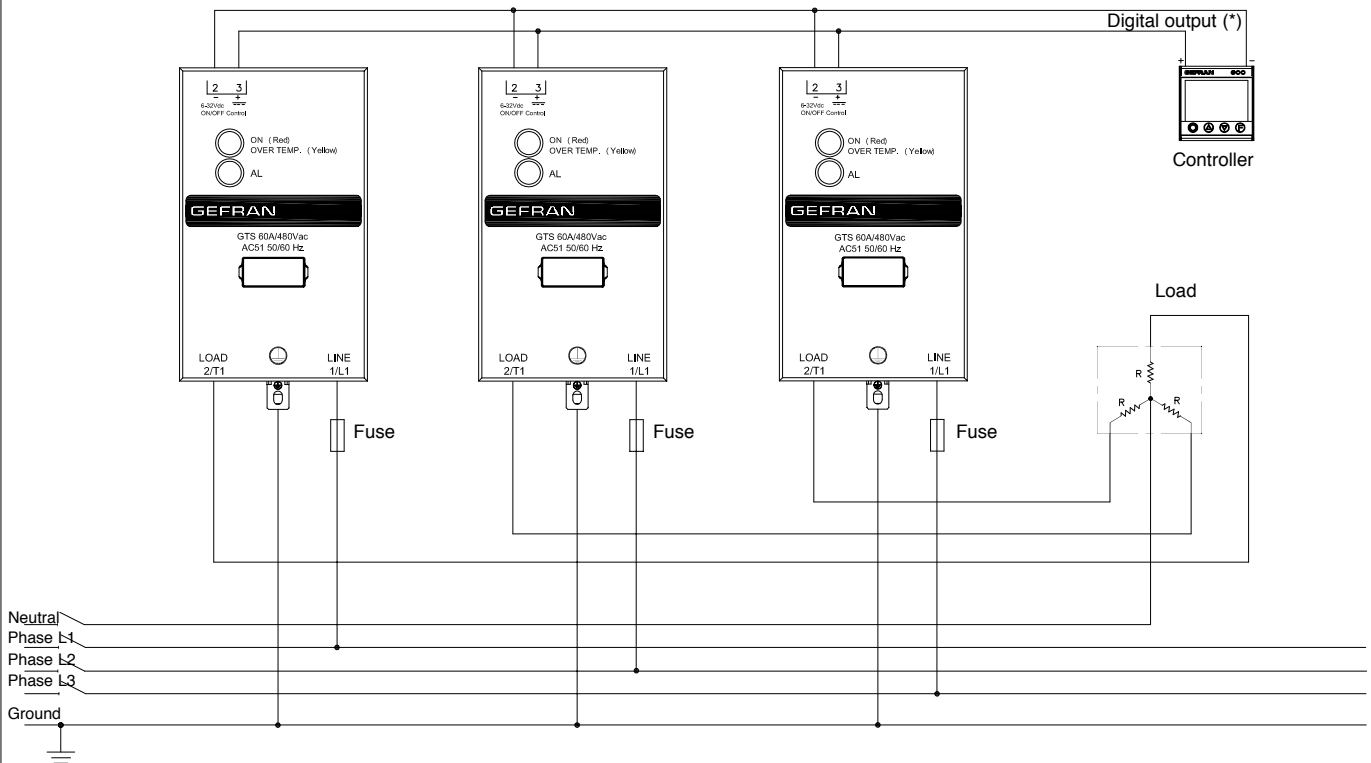 Digital output (*)
+ −
GEFRAN 600
F
Controller
2 3
− +
6-32Vdc
ON/OFF Control
ON (Red)
OVER TEMP. (Yellow)
AL
GEFRAN
GTS 60A/480Vac
AC51 50/60 Hz
LOAD
2/T1
LINE
1/L1
Fuse
2 3
− +
6-32Vdc
ON/OFF Control
ON (Red)
OVER TEMP. (Yellow)
AL
GEFRAN
GTS 60A/480Vac
AC51 50/60 Hz
LOAD
2/T1
LINE
1/L1
Fuse
2 3
− +
6-32Vdc
ON/OFF Control
ON (Red)
OVER TEMP. (Yellow)
AL
GEFRAN
GTS 60A/480Vac
AC51 50/60 Hz
LOAD
2/T1
LINE
1/L1
Fuse
Load
R
R
R
Neutral
Phase L1
Phase L2
Phase L3
Ground